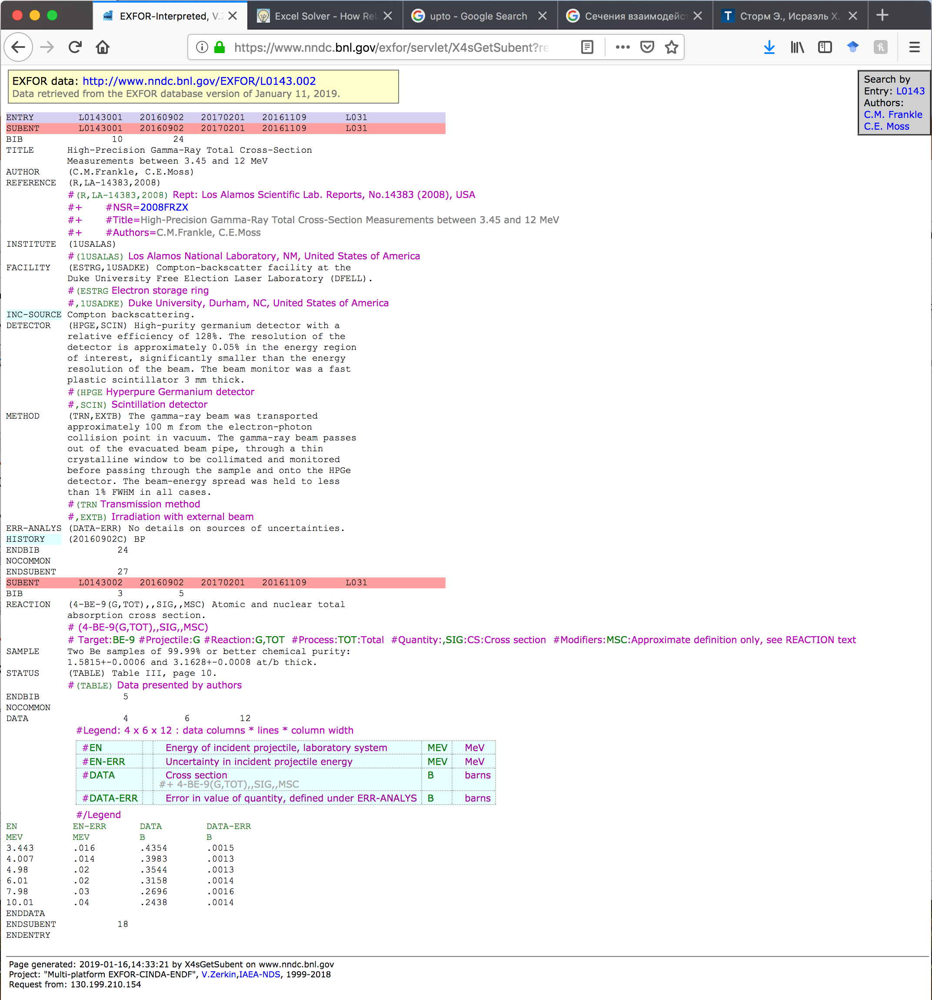 EXFOR-Interpreted, V.
Excel Solver - How Rel
upto - Google Search
Сечения взаимодейст
Сторм Э., Исраэль Х.
https://www.nndc.bnl.gov/exfor/servlet/X4sGetSubent?re
EXFOR data: http://www.nndc.bnl.gov/EXFOR/L0143.002
Data retrieved from the EXFOR database version of January 11, 2019.
Search by
Entry: L0143
Authors:
C.M. Frankle
C.E. Moss
ENTRY L0143001 20160902 20170201 20161109 L031
SUBENT L0143001 20160902 20170201 20161109 L031
BIB 10 24
TITLE High-Precision Gamma-Ray Total Cross-Section
Measurements between 3.45 and 12 MeV
AUTHOR (C.M.Frankle, C.E.Moss)
REFERENCE (R,LA-14383,2008)
#(R,LA-14383,2008) Rept: Los Alamos Scientific Lab. Reports, No.14383 (2008), USA
#+ #NSR=2008FRZX
#+ #Title=High-Precision Gamma-Ray Total Cross-Section Measurements between 3.45 and 12 MeV
#+ #Authors=C.M.Frankle, C.E.Moss
INSTITUTE (1USALAS)
#(1USALAS) Los Alamos National Laboratory, NM, United States of America
FACILITY (ESTRG,1USADKE) Compton-backscatter facility at the
Duke University Free Election Laser Laboratory (DFELL).
#(ESTRG Electron storage ring
#,1USADKE) Duke University, Durham, NC, United States of America
INC-SOURCE Compton backscattering.
DETECTOR (HPGE,SCIN) High-purity germanium detector with a
relative efficiency of 128%. The resolution of the
detector is approximately 0.05% in the energy region
of interest, significantly smaller than the energy
resolution of the beam. The beam monitor was a fast
plastic scintillator 3 mm thick.
#(HPGE Hyperpure Germanium detector
#,SCIN) Scintillation detector
METHOD (TRN,EXTB) The gamma-ray beam was transported
approximately 100 m from the electron-photon
collision point in vacuum. The gamma-ray beam passes
out of the evacuated beam pipe, through a thin
crystalline window to be collimated and monitored
before passing through the sample and onto the HPGe
detector. The beam-energy spread was held to less
than 1% FWHM in all cases.
#(TRN Transmission method
#,EXTB) Irradiation with external beam
ERR-ANALYS (DATA-ERR) No details on sources of uncertainties.
HISTORY (20160902C) BP
ENDBIB 24
NOCOMMON
ENDSUBENT 27
SUBENT L0143002 20160902 20170201 20161109 L031
BIB 3 5
REACTION (4-BE-9(G,TOT),,SIG,,MSC) Atomic and nuclear total
absorption cross section.
# (4-BE-9(G,TOT),,SIG,,MSC)
# Target:BE-9 #Projectile:G #Reaction:G,TOT #Process:TOT:Total #Quantity:,SIG:CS:Cross section #Modifiers:MSC:Approximate definition only, see REACTION text
SAMPLE Two Be samples of 99.99% or better chemical purity:
1.5815+-0.0006 and 3.1628+-0.0008 at/b thick.
STATUS (TABLE) Table III, page 10.
#(TABLE) Data presented by authors
ENDBIB 5
NOCOMMON
DATA 4 6 12
#Legend: 4 x 6 x 12 : data columns * lines * column width
#EN Energy of incident projectile, laboratory system MEV MeV
#EN-ERR Uncertainty in incident projectile energy MEV MeV
#DATA Cross section B barns
#+ 4-BE-9(G,TOT),,SIG,,MSC
#DATA-ERR Error in value of quantity, defined under ERR-ANALYS B barns
#/Legend
EN EN-ERR DATA DATA-ERR
MEV MEV B B
3.443 .016 .4354 .0015
4.007 .014 .3983 .0013
4.98 .02 .3544 .0013
6.01 .02 .3158 .0014
7.98 .03 .2696 .0016
10.01 .04 .2438 .0014
ENDDATA
ENDSUBENT 18
ENDENTRY
Page generated: 2019-01-16,14:33:21 by X4sGetSubent on www.nndc.bnl.gov
Project: "Multi-platform EXFOR-CINDA-ENDF", V.Zerkin,IAEA-NDS, 1999-2018
Request from: 130.199.210.154